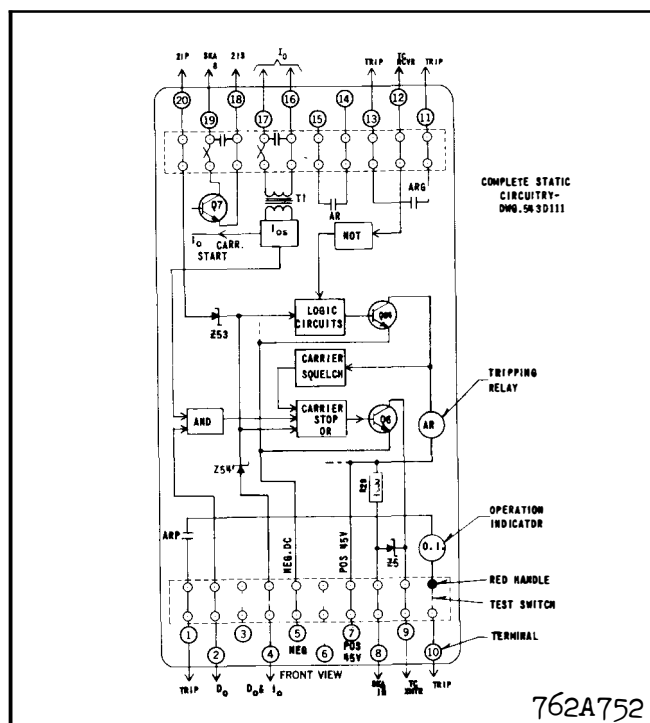 21P
SKA
8
21S
I₀
TRIP
TC
RCVR
TRIP
20
19
18
17
16
15
14
13
12
11
COMPLETE STATIC
CIRCUITRY-
DWG.543D111
Q7
T1
AR
ARG
I₀
CARR.
START
I₀s
NOT
Z53
LOGIC
CIRCUITS
CARRIER
SQUELCH
TRIPPING
RELAY
AND
CARRIER
STOP
OR
Q6
AR
Z54
R29
OPERATION
INDICATOR
ARP
NEG.DC
POS 45V
Z5
O.I.
RED HANDLE
TEST SWITCH
1
2
3
4
5
NEG
6
7
POS
45V
8
9
10
TERMINAL
FRONT VIEW
TRIP
D₀
D₀& I₀
SKA
TC
XMTR
TRIP
762A752